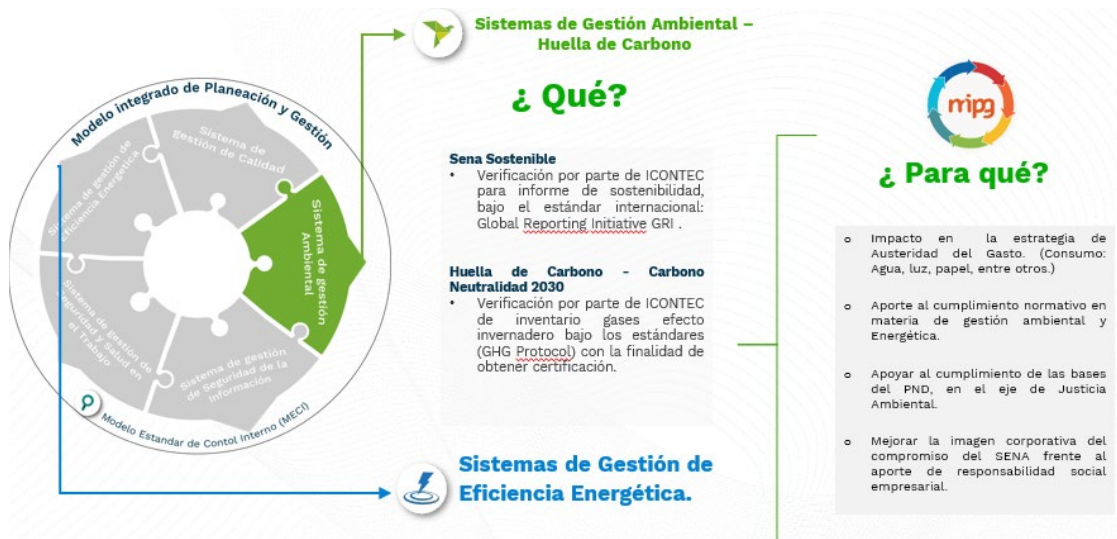 Sistemas de Gestión Ambiental –
Huella de Carbono
¿ Qué?
Sena Sostenible
• Verificación por parte de ICONTEC
para informe de sostenibilidad,
bajo el estándar internacional:
Global Reporting Initiative GRI .
Huella de Carbono - Carbono
Neutralidad 2030
• Verificación por parte de ICONTEC
de inventario gases efecto
invernadero bajo los estándares
(GHG Protocol) con la finalidad de
obtener certificación.
Sistemas de Gestión de
Eficiencia Energética.
Modelo integrado de Planeación y Gestión
Sistema de
gestión de Calidad
Sistema de gestión
Ambiental
Sistema de gestión
de Seguridad de la
Información
Sistema de gestión de
Seguridad y Salud en
el Trabajo
Sistema de gestión de
Eficiencia Energética
Modelo Estandar de Contol Interno (MECI)
mipg
¿ Para qué?
o Impacto en la estrategia de
Austeridad del Gasto. (Consumo:
Agua, luz, papel, entre otros.)
o Aporte al cumplimiento normativo en
materia de gestión ambiental y
Energética.
o Apoyar al cumplimiento de las bases
del PND, en el eje de Justicia
Ambiental.
o Mejorar la imagen corporativa del
compromiso del SENA frente al
aporte de responsabilidad social
empresarial.